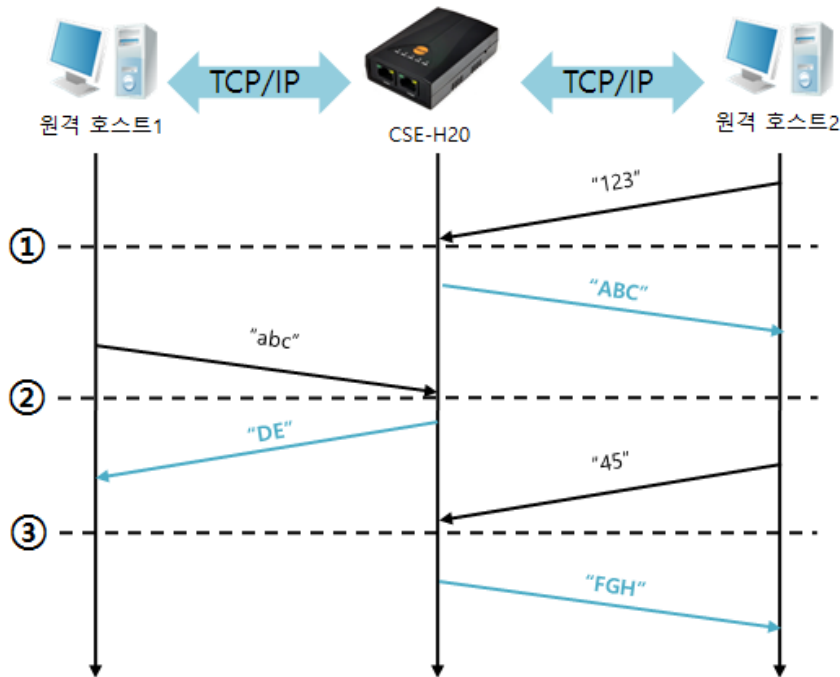 TCP/IP
TCP/IP
원격 호스트1
CSE-H20
원격 호스트2
"123"
①
"ABC"
"abc"
②
"DE"
"45"
③
"FGH"